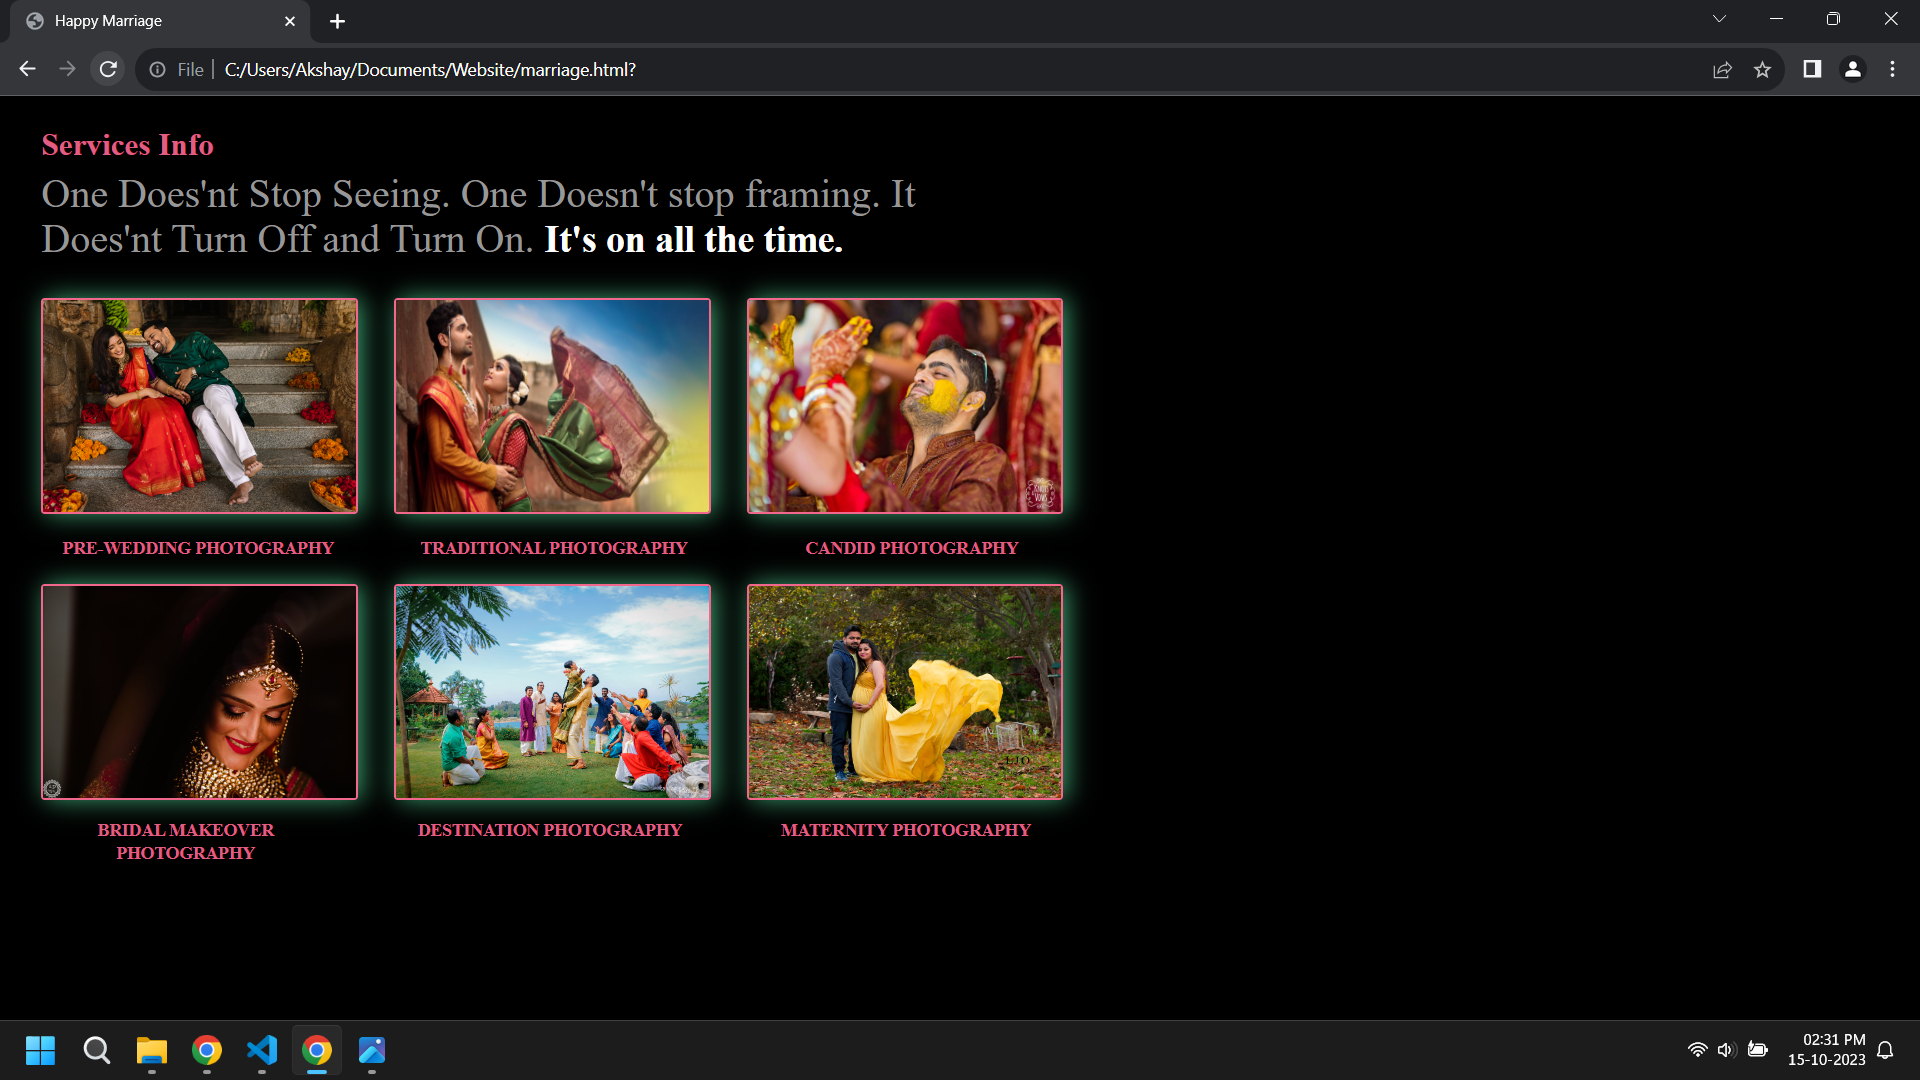 Happy Marriage
File
C:/Users/Akshay/Documents/Website/marriage.html?
Services Info
One Does'nt Stop Seeing. One Doesn't stop framing. It
Does'nt Turn Off and Turn On. It's on all the time.
PRE-WEDDING PHOTOGRAPHY
TRADITIONAL PHOTOGRAPHY
CANDID PHOTOGRAPHY
BRIDAL MAKEOVER
PHOTOGRAPHY
DESTINATION PHOTOGRAPHY
MATERNITY PHOTOGRAPHY
02:31 PM
15-10-2023